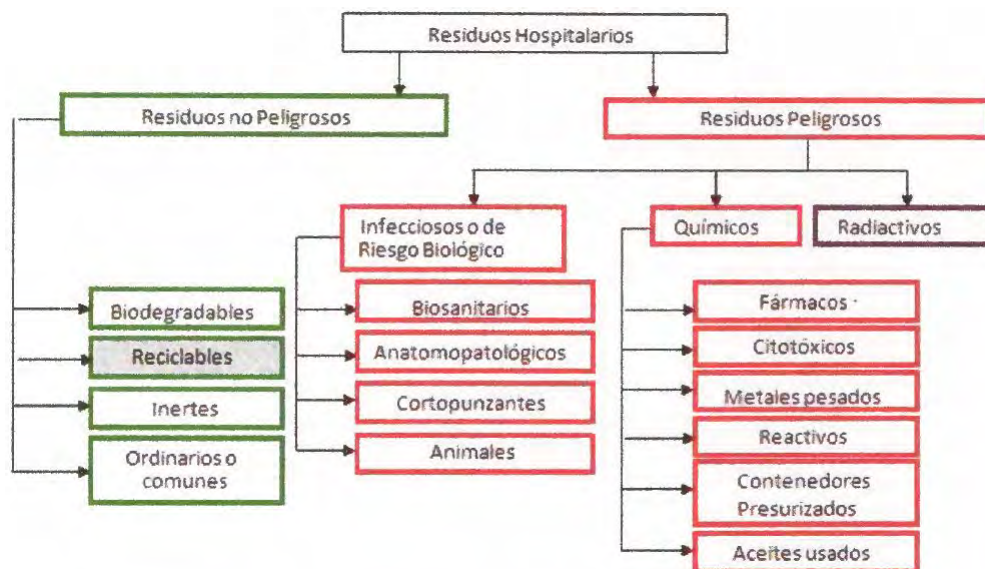 Residuos Hospitalarios
Residuos no Peligrosos
Residuos Peligrosos
Infecciosos o de
Riesgo Biológico
Químicos
Radiactivos
Biodegradables
Reciclables
Inertes
Ordinarios o
comunes
Biosanitarios
Anatomopatológicos
Cortopunzantes
Animales
Fármacos
Citotóxicos
Metales pesados
Reactivos
Contenedores
Presurizados
Aceites usados